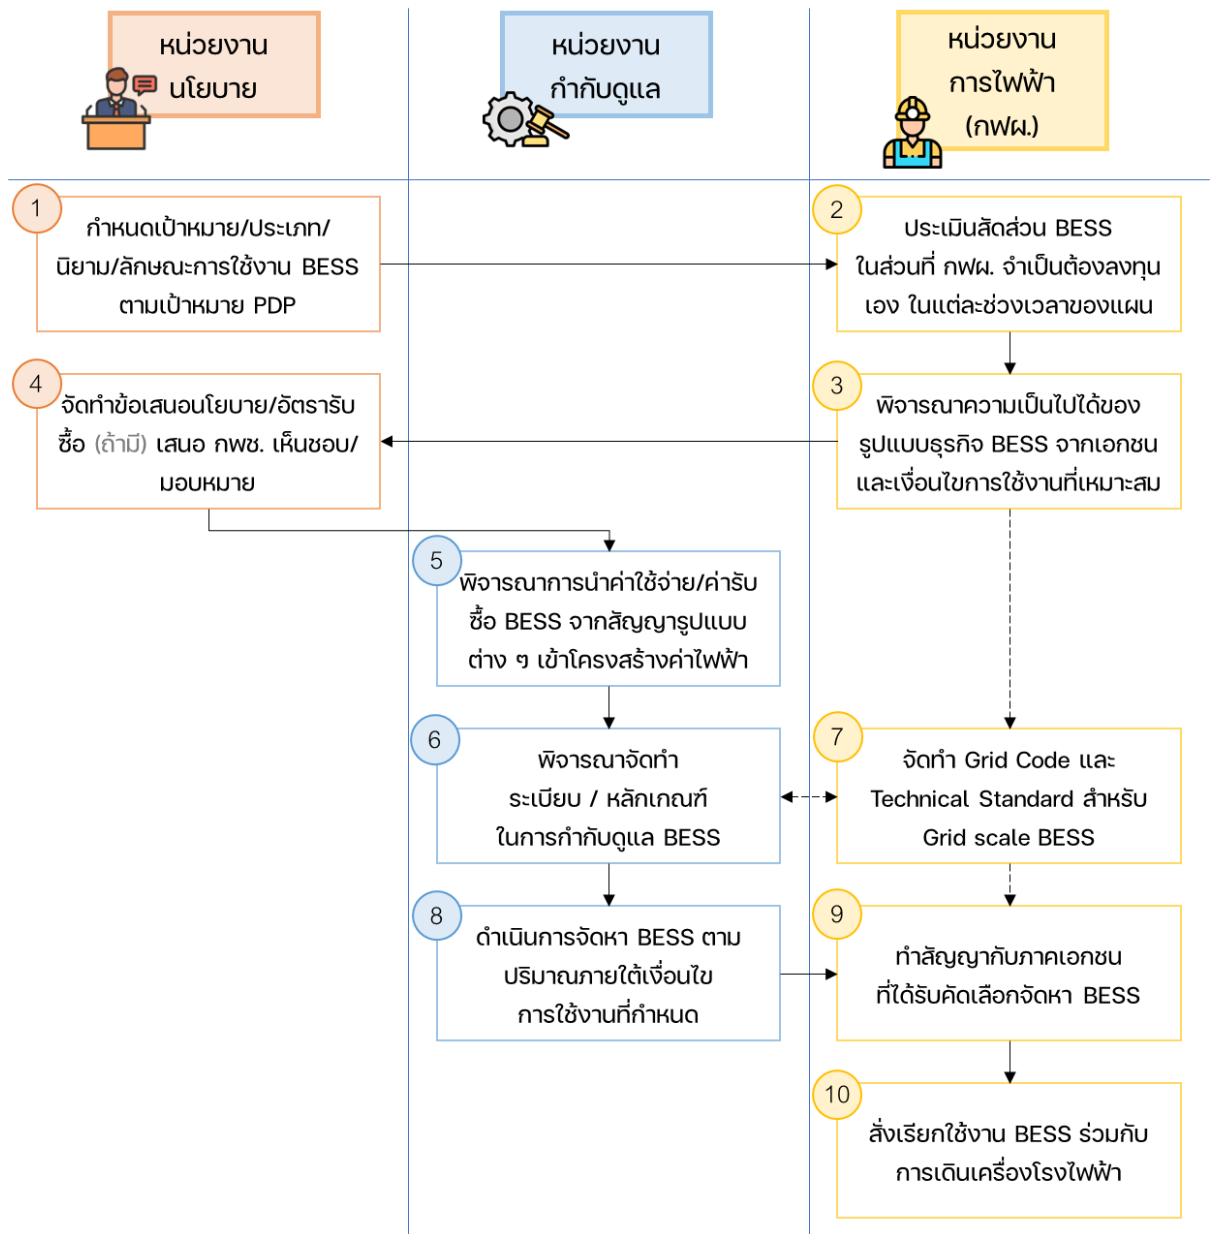 หน่วยงาน
นโยบาย
หน่วยงาน
กำกับดูแล
หน่วยงาน
การไฟฟ้า
(กฟผ.)
1
กำหนดเป้าหมาย/ประเภท/
นิยาม/ลักษณะการใช้งาน BESS
ตามเป้าหมาย PDP
2
ประเมินสัดส่วน BESS
ในส่วนที่ กฟผ. จำเป็นต้องลงทุน
เอง ในแต่ละช่วงเวลาของแผน
3
พิจารณาความเป็นไปได้ของ
รูปแบบธุรกิจ BESS จากเอกชน
และเงื่อนไขการใช้งานที่เหมาะสม
4
จัดทำข้อเสนอนโยบาย/อัตรารับ
ซื้อ (ถ้ามี) เสนอ กพช. เห็นชอบ/
มอบหมาย
5
พิจารณาการนำค่าใช้จ่าย/ค่ารับ
ซื้อ BESS จากสัญญารูปแบบ
ต่าง ๆ เข้าโครงสร้างค่าไฟฟ้า
6
พิจารณาจัดทำ
ระเบียบ / หลักเกณฑ์
ในการกำกับดูแล BESS
7
จัดทำ Grid Code และ
Technical Standard สำหรับ
Grid scale BESS
8
ดำเนินการจัดหา BESS ตาม
ปริมาณภายใต้เงื่อนไข
การใช้งานที่กำหนด
9
ทำสัญญากับภาคเอกชน
ที่ได้รับคัดเลือกจัดหา BESS
10
สั่งเรียกใช้งาน BESS ร่วมกับ
การเดินเครื่องโรงไฟฟ้า